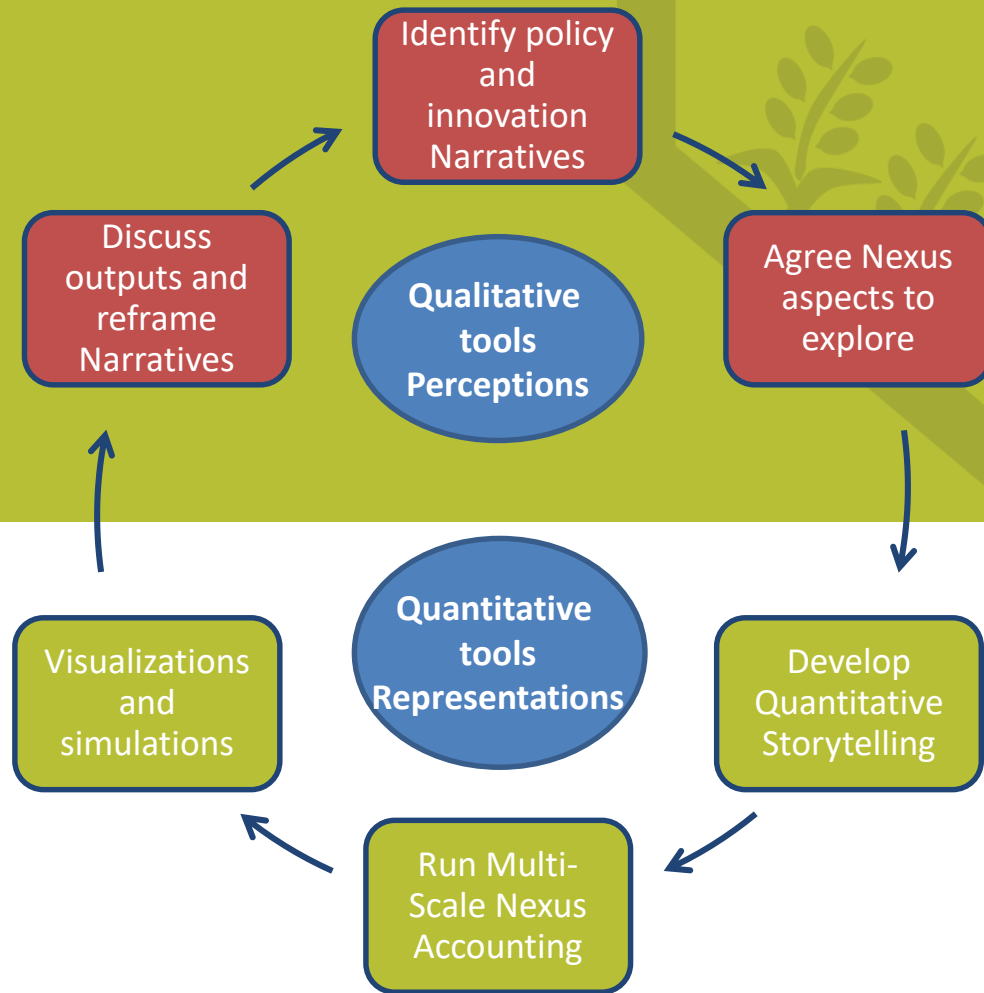 Identify policy
and
innovation
Narratives
Discuss
outputs and
reframe
Narratives
Agree Nexus
aspects to
explore
Qualitative
tools
Perceptions
Quantitative
tools
Representations
Visualizations
and
simulations
Develop
Quantitative
Storytelling
Run Multi-
Scale Nexus
Accounting